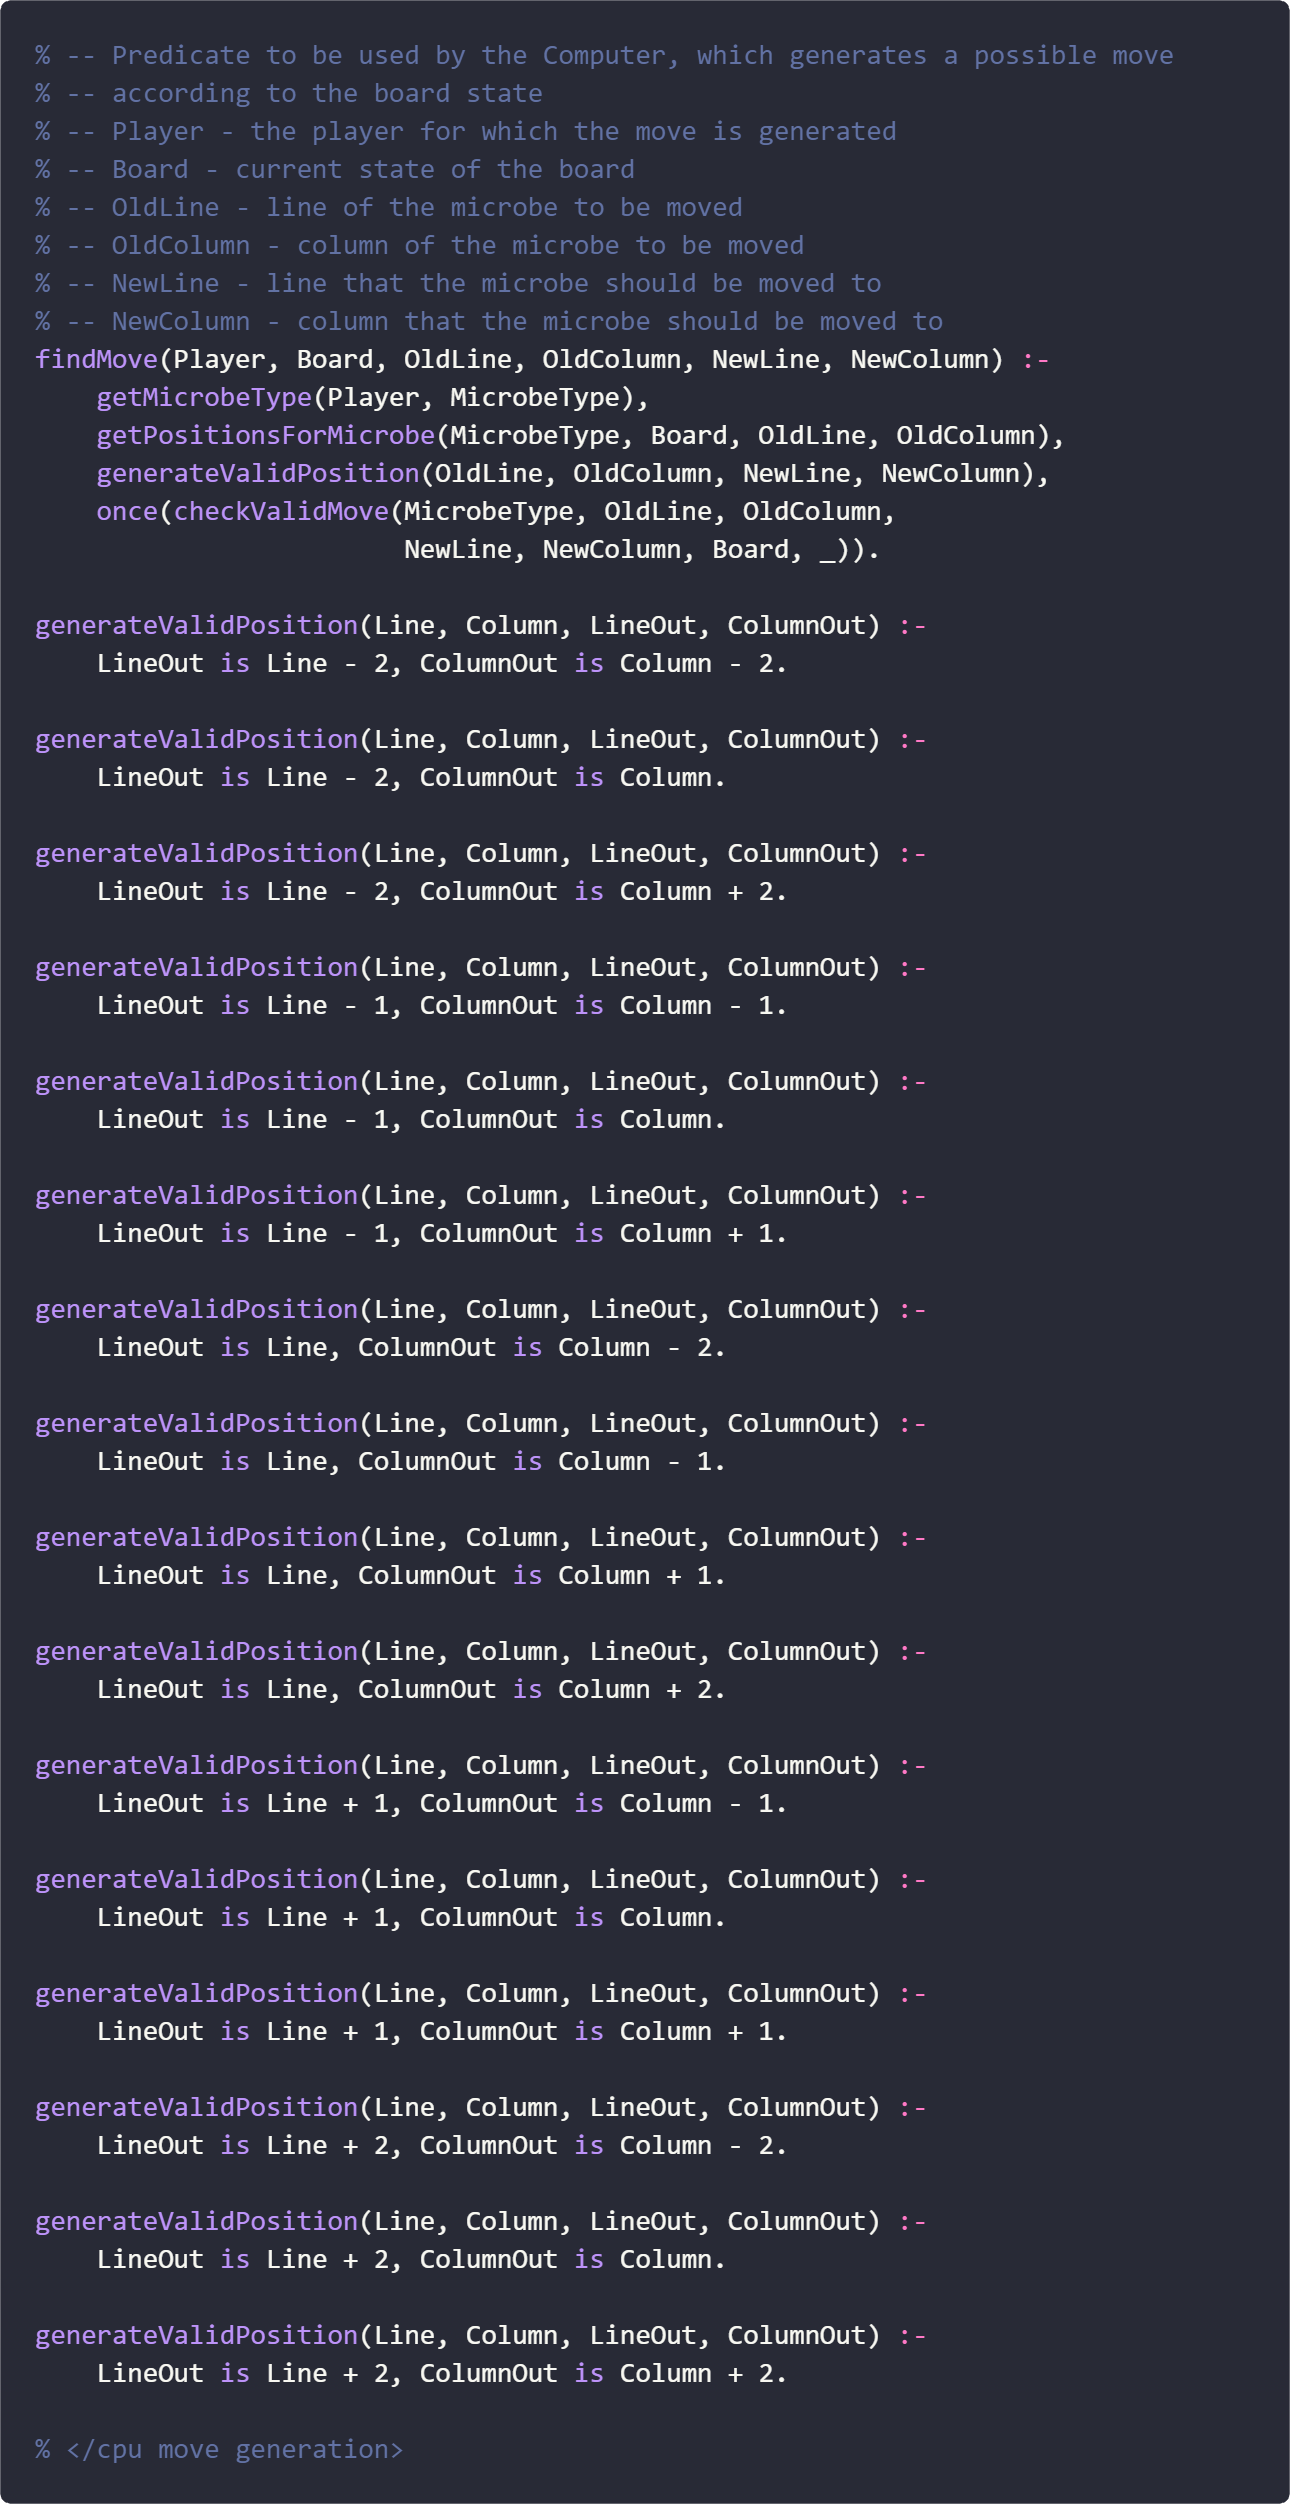 % -- Predicate to be used by the Computer, which generates a possible move
% -- according to the board state
% -- Player - the player for which the move is generated
% -- Board - current state of the board
% -- OldLine - line of the microbe to be moved
% -- OldColumn - column of the microbe to be moved
% -- NewLine - line that the microbe should be moved to
% -- NewColumn - column that the microbe should be moved to
findMove(Player, Board, OldLine, OldColumn, NewLine, NewColumn) :-
    getMicrobeType(Player, MicrobeType),
    getPositionsForMicrobe(MicrobeType, Board, OldLine, OldColumn),
    generateValidPosition(OldLine, OldColumn, NewLine, NewColumn),
    once(checkValidMove(MicrobeType, OldLine, OldColumn,
                        NewLine, NewColumn, Board, _)).

generateValidPosition(Line, Column, LineOut, ColumnOut) :-
    LineOut is Line - 2, ColumnOut is Column - 2.

generateValidPosition(Line, Column, LineOut, ColumnOut) :-
    LineOut is Line - 2, ColumnOut is Column.

generateValidPosition(Line, Column, LineOut, ColumnOut) :-
    LineOut is Line - 2, ColumnOut is Column + 2.

generateValidPosition(Line, Column, LineOut, ColumnOut) :-
    LineOut is Line - 1, ColumnOut is Column - 1.

generateValidPosition(Line, Column, LineOut, ColumnOut) :-
    LineOut is Line - 1, ColumnOut is Column.

generateValidPosition(Line, Column, LineOut, ColumnOut) :-
    LineOut is Line - 1, ColumnOut is Column + 1.

generateValidPosition(Line, Column, LineOut, ColumnOut) :-
    LineOut is Line, ColumnOut is Column - 2.

generateValidPosition(Line, Column, LineOut, ColumnOut) :-
    LineOut is Line, ColumnOut is Column - 1.

generateValidPosition(Line, Column, LineOut, ColumnOut) :-
    LineOut is Line, ColumnOut is Column + 1.

generateValidPosition(Line, Column, LineOut, ColumnOut) :-
    LineOut is Line, ColumnOut is Column + 2.

generateValidPosition(Line, Column, LineOut, ColumnOut) :-
    LineOut is Line + 1, ColumnOut is Column - 1.

generateValidPosition(Line, Column, LineOut, ColumnOut) :-
    LineOut is Line + 1, ColumnOut is Column.

generateValidPosition(Line, Column, LineOut, ColumnOut) :-
    LineOut is Line + 1, ColumnOut is Column + 1.

generateValidPosition(Line, Column, LineOut, ColumnOut) :-
    LineOut is Line + 2, ColumnOut is Column - 2.

generateValidPosition(Line, Column, LineOut, ColumnOut) :-
    LineOut is Line + 2, ColumnOut is Column.

generateValidPosition(Line, Column, LineOut, ColumnOut) :-
    LineOut is Line + 2, ColumnOut is Column + 2.

% </cpu move generation>